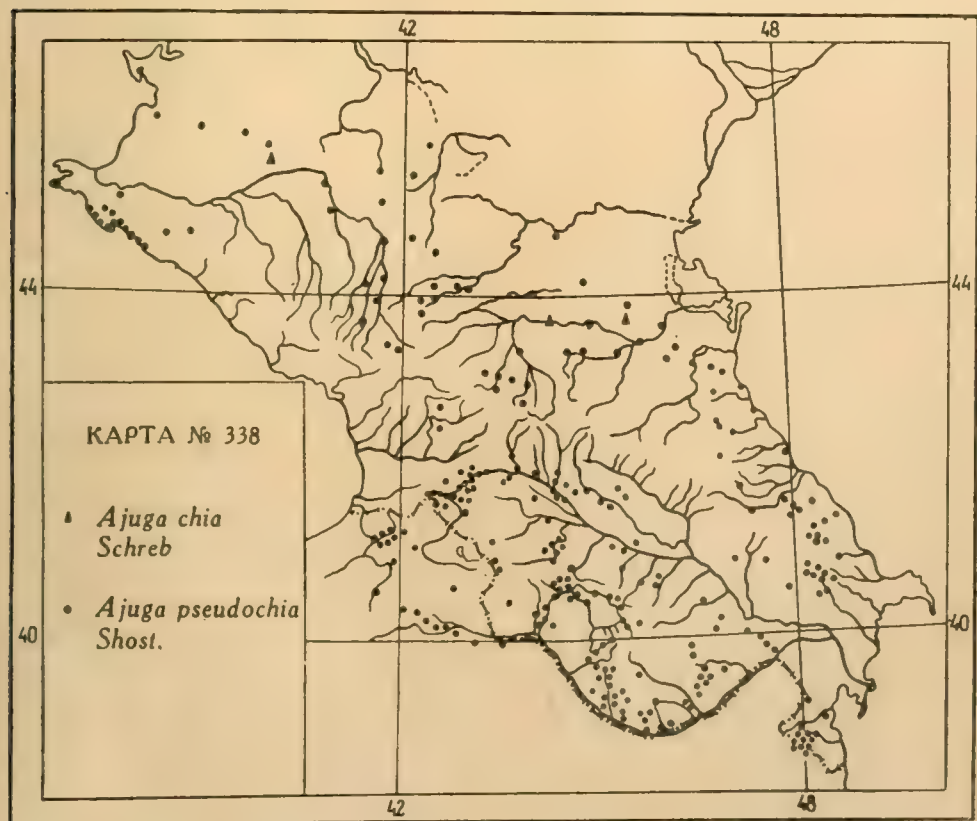 42 48
44 44
КАРТА № 338
Ajuga chia
Schreb
Ajuga pseudochia
Shost.
40 40
42 48